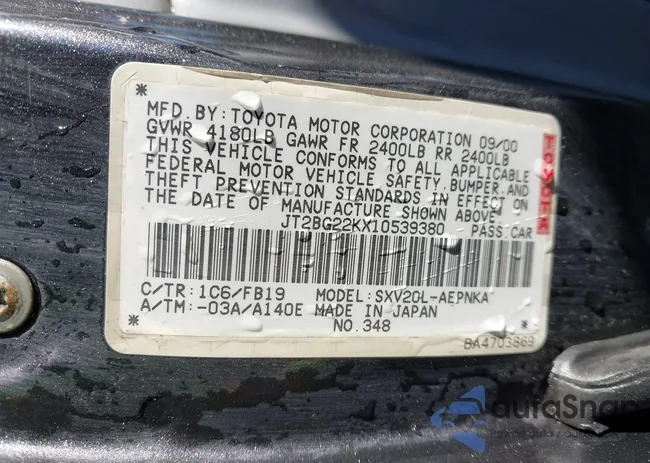 * MFD. BY: TOYOTA MOTOR CORPORATION 09/00
GVWR 4180LB GAWR FR 2400LB RR 2400LB
THIS VEHICLE CONFORMS TO ALL APPLICABLE
FEDERAL MOTOR VEHICLE SAFETY, BUMPER, AND
THEFT PREVENTION STANDARDS IN EFFECT ON
THE DATE OF MANUFACTURE SHOWN ABOVE.
JT2BG22KX10539380 PASS.CAR
TOYOTA
C/TR: 1C6/FB19 MODEL: SXV20L-AEPNKA
A/TM: -03A/A140E MADE IN JAPAN
* NO.348 *
BA4703869
autoSnap